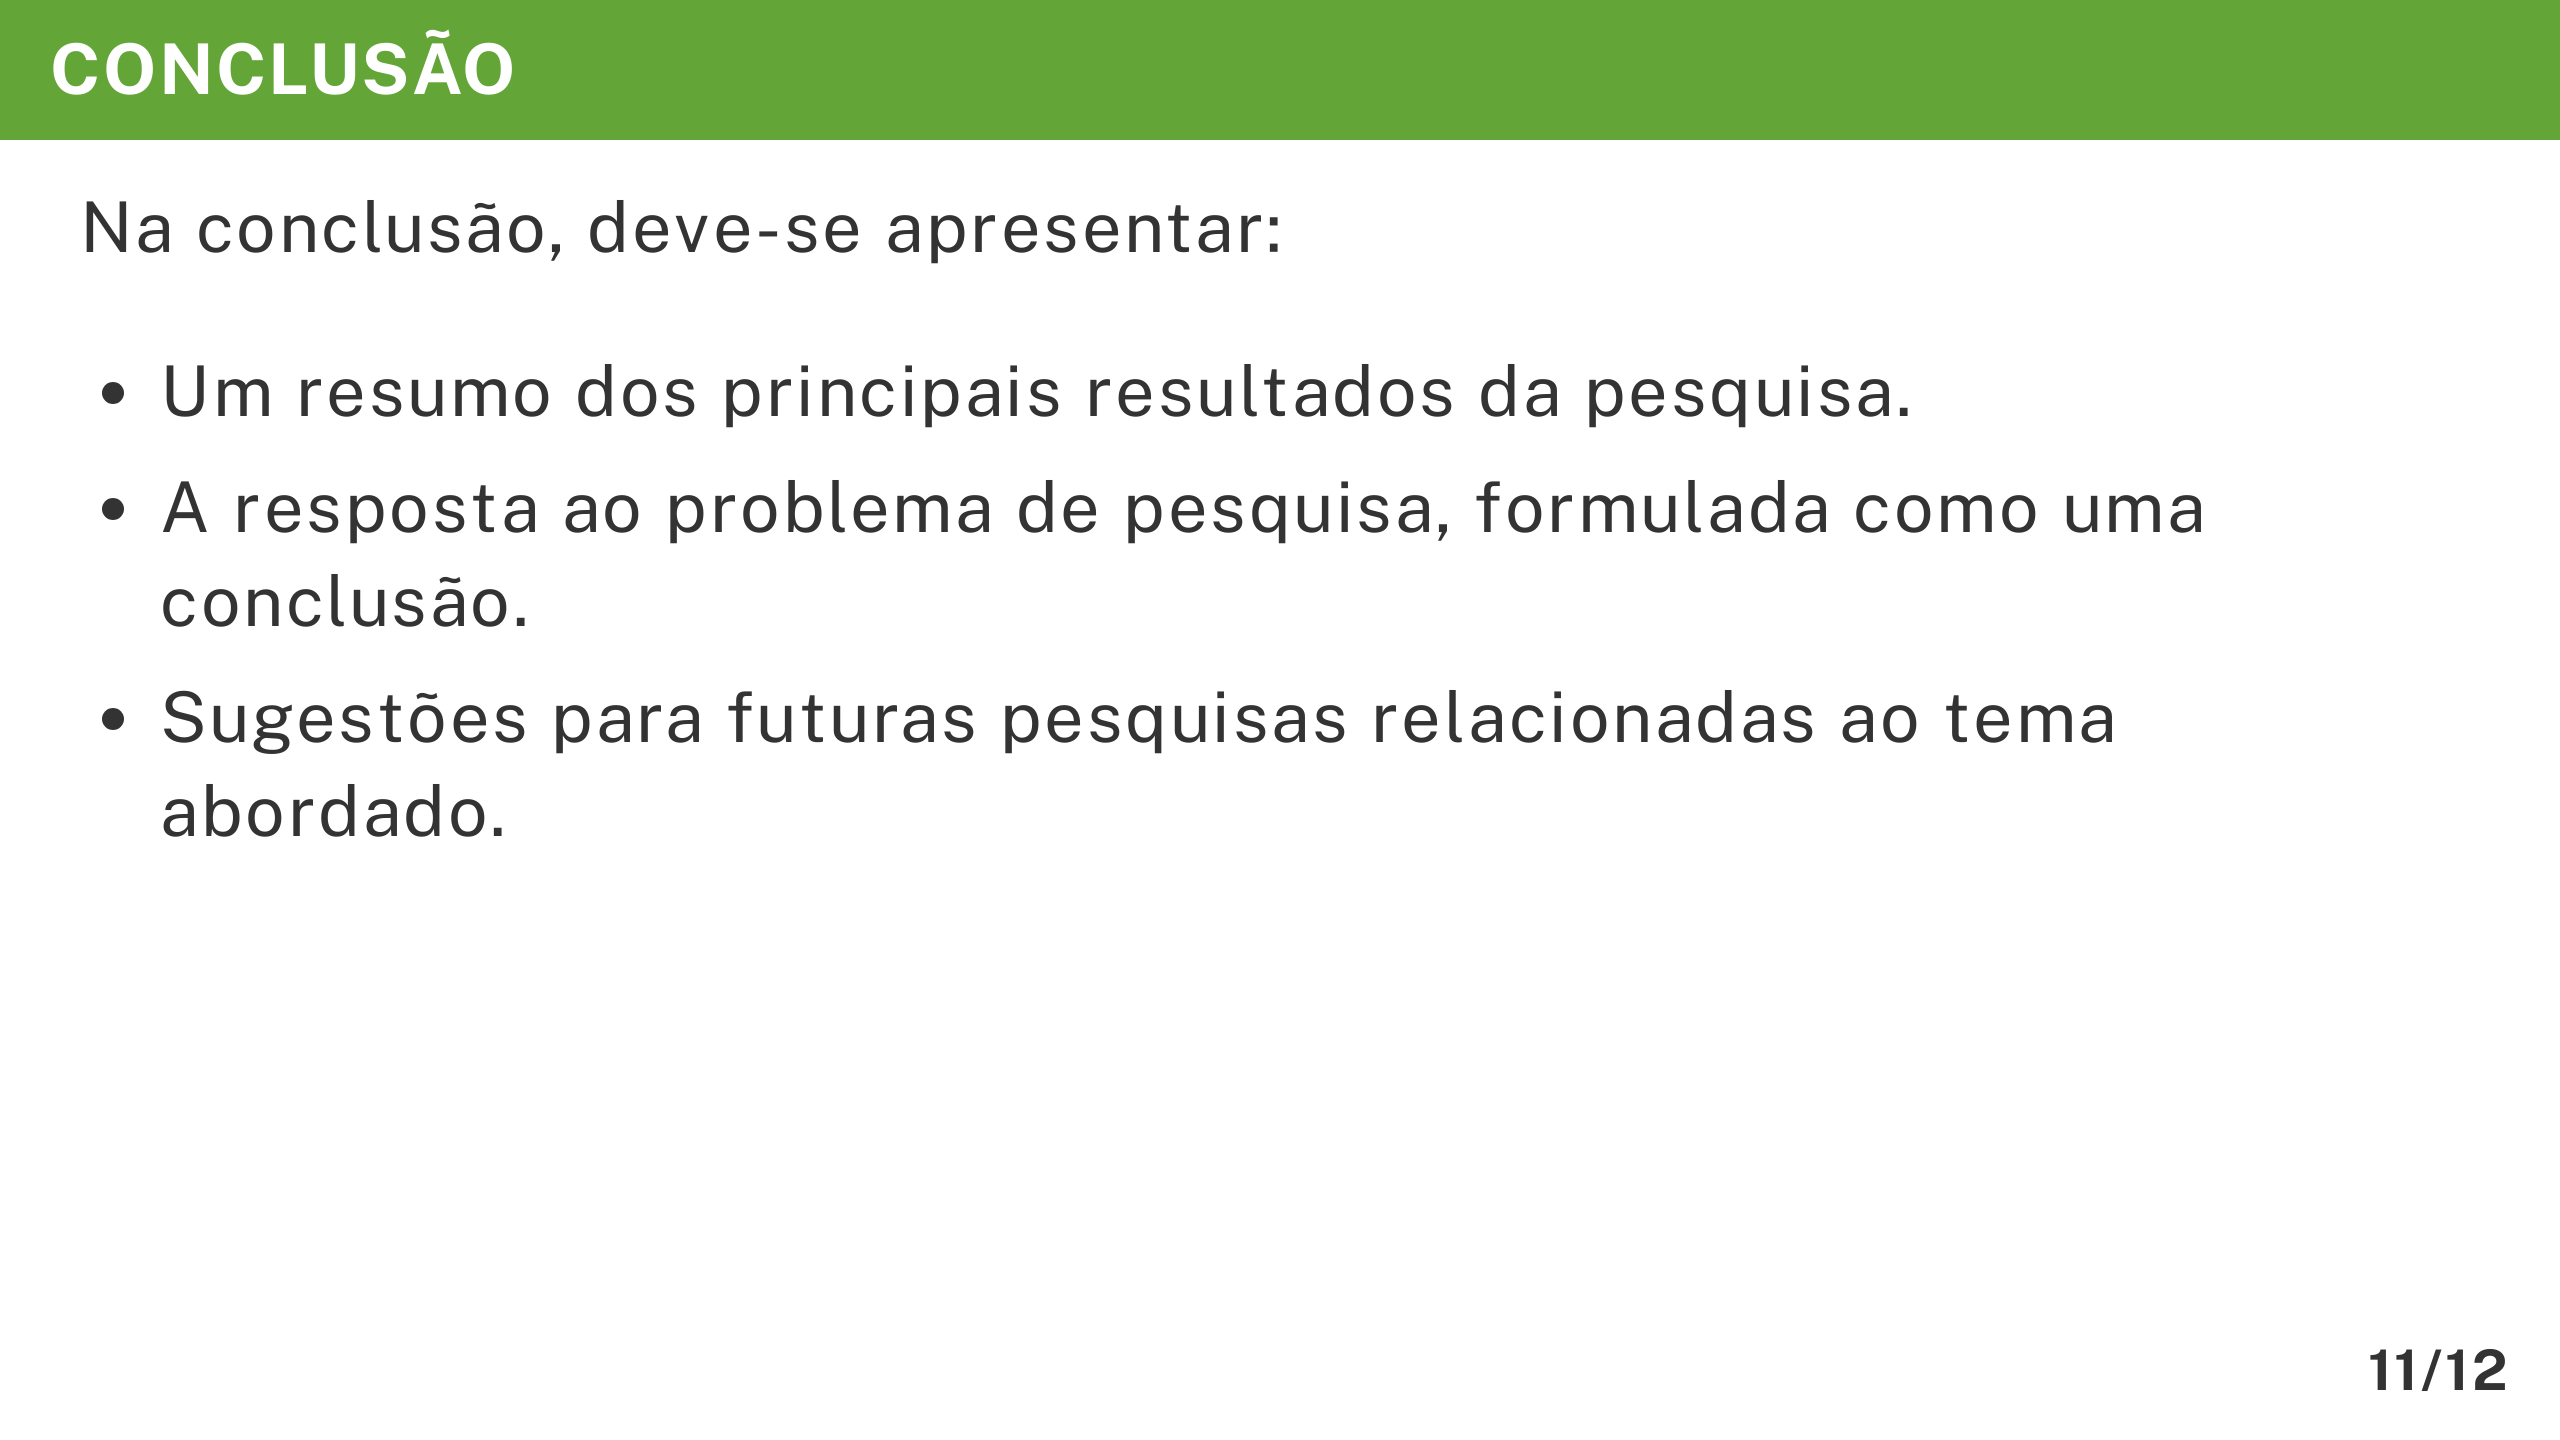 CONCLUSÃO
Na conclusão, deve-se apresentar:
• Um resumo dos principais resultados da pesquisa.
• A resposta ao problema de pesquisa, formulada como uma
conclusão.
• Sugestões para futuras pesquisas relacionadas ao tema
abordado.
11/12